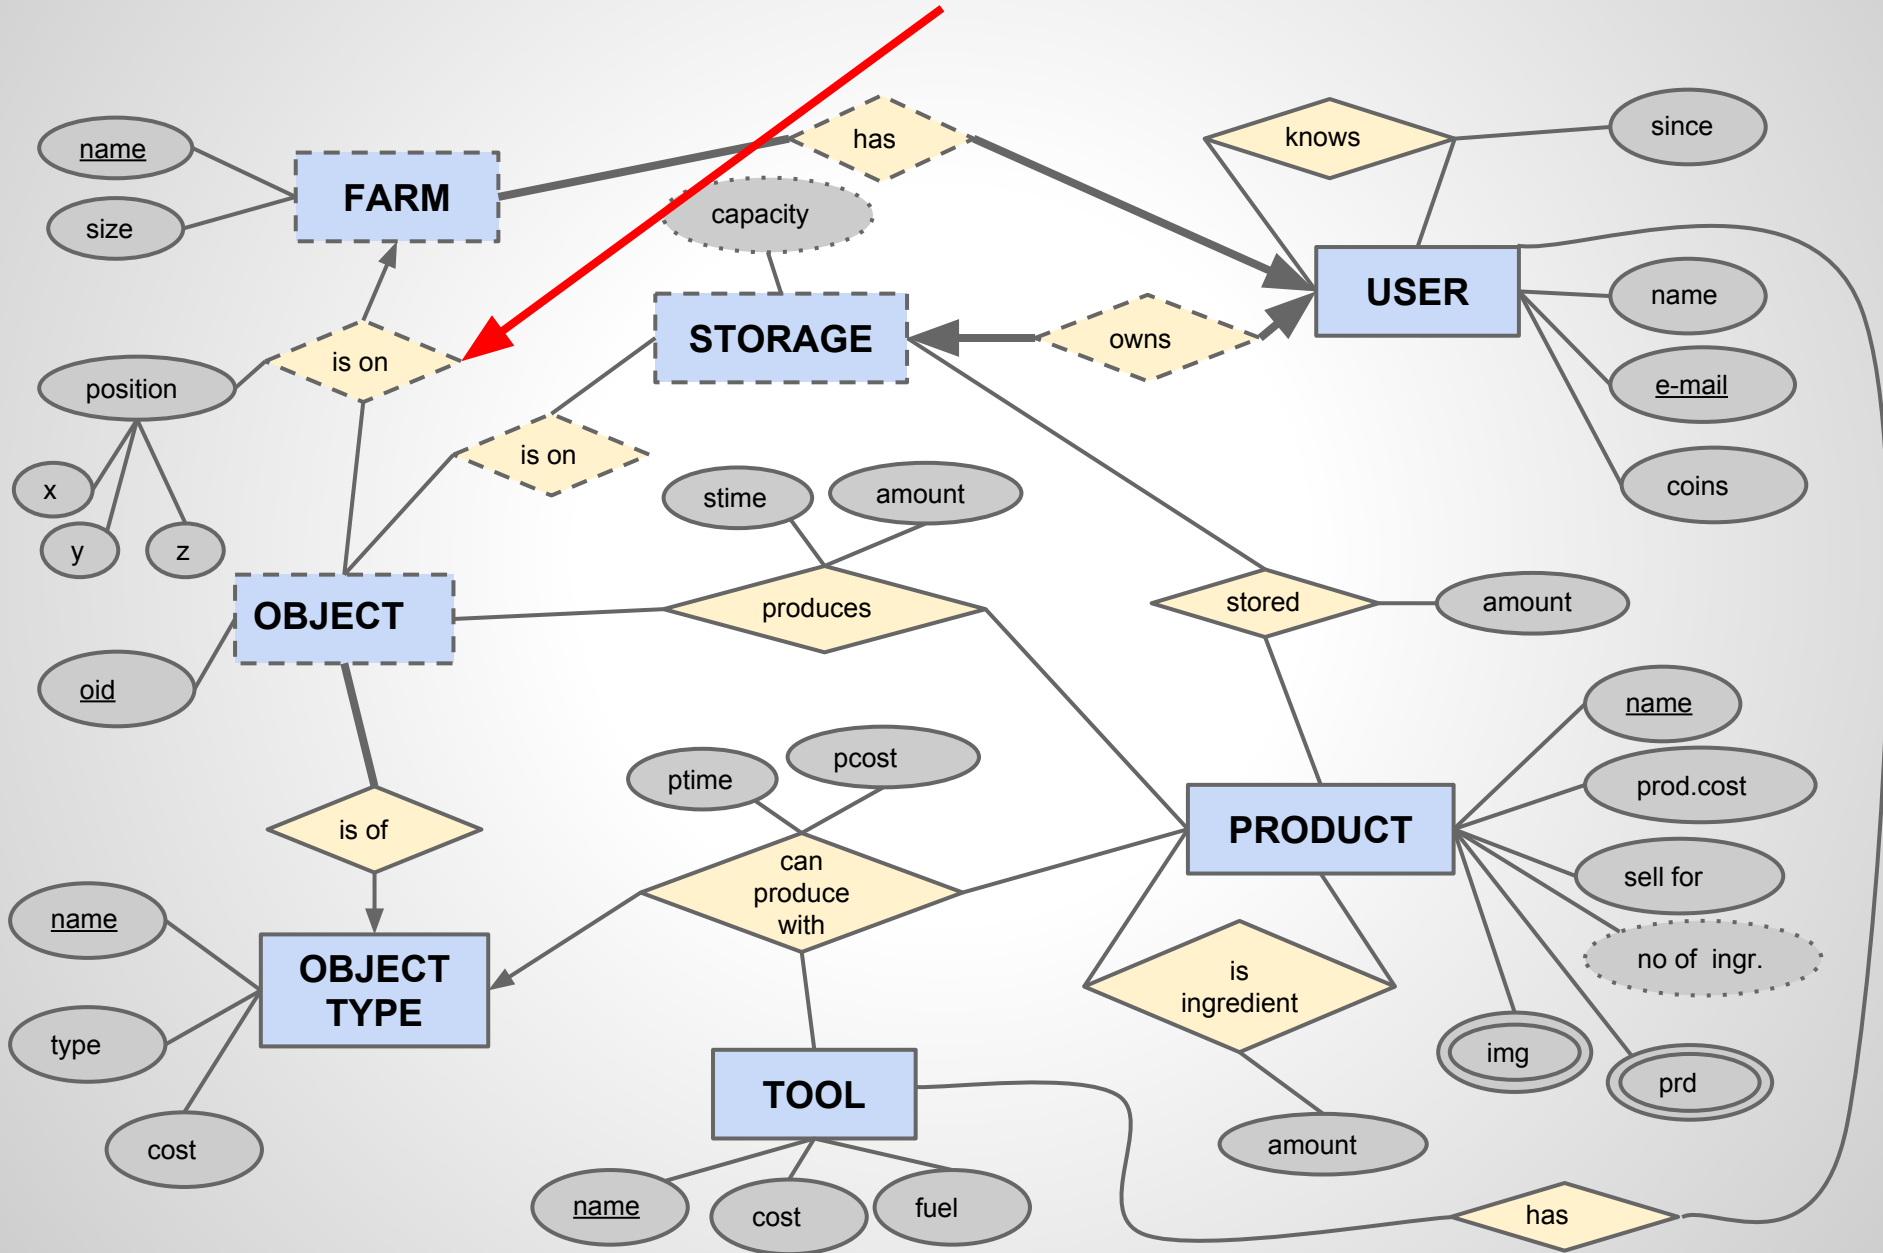 has
knows
since
name
FARM
size
capacity
USER
name
STORAGE
owns
is on
position
e-mail
is on
coins
x
stime
amount
y
z
OBJECT
produces
stored
amount
oid
name
ptime
pcost
prod.cost
is of
PRODUCT
can
produce
with
sell for
name
no of ingr.
OBJECT
TYPE
is
ingredient
type
img
prd
TOOL
cost
amount
name
cost
fuel
has